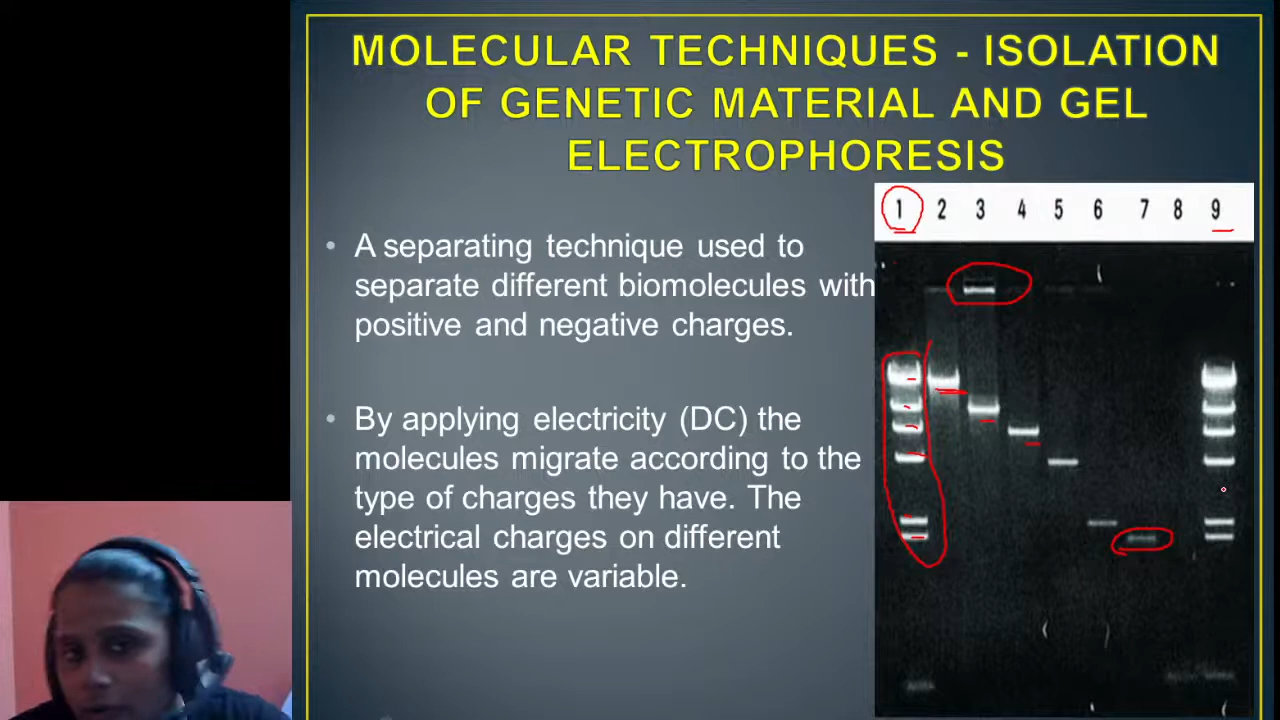 MOLECULAR TECHNIQUES - ISOLATION
OF GENETIC MATERIAL AND GEL
ELECTROPHORESIS
1 2 3 4 5 6 7 8 9
• A separating technique used to
separate different biomolecules with
positive and negative charges.
• By applying electricity (DC) the
molecules migrate according to the
type of charges they have. The
electrical charges on different
molecules are variable.